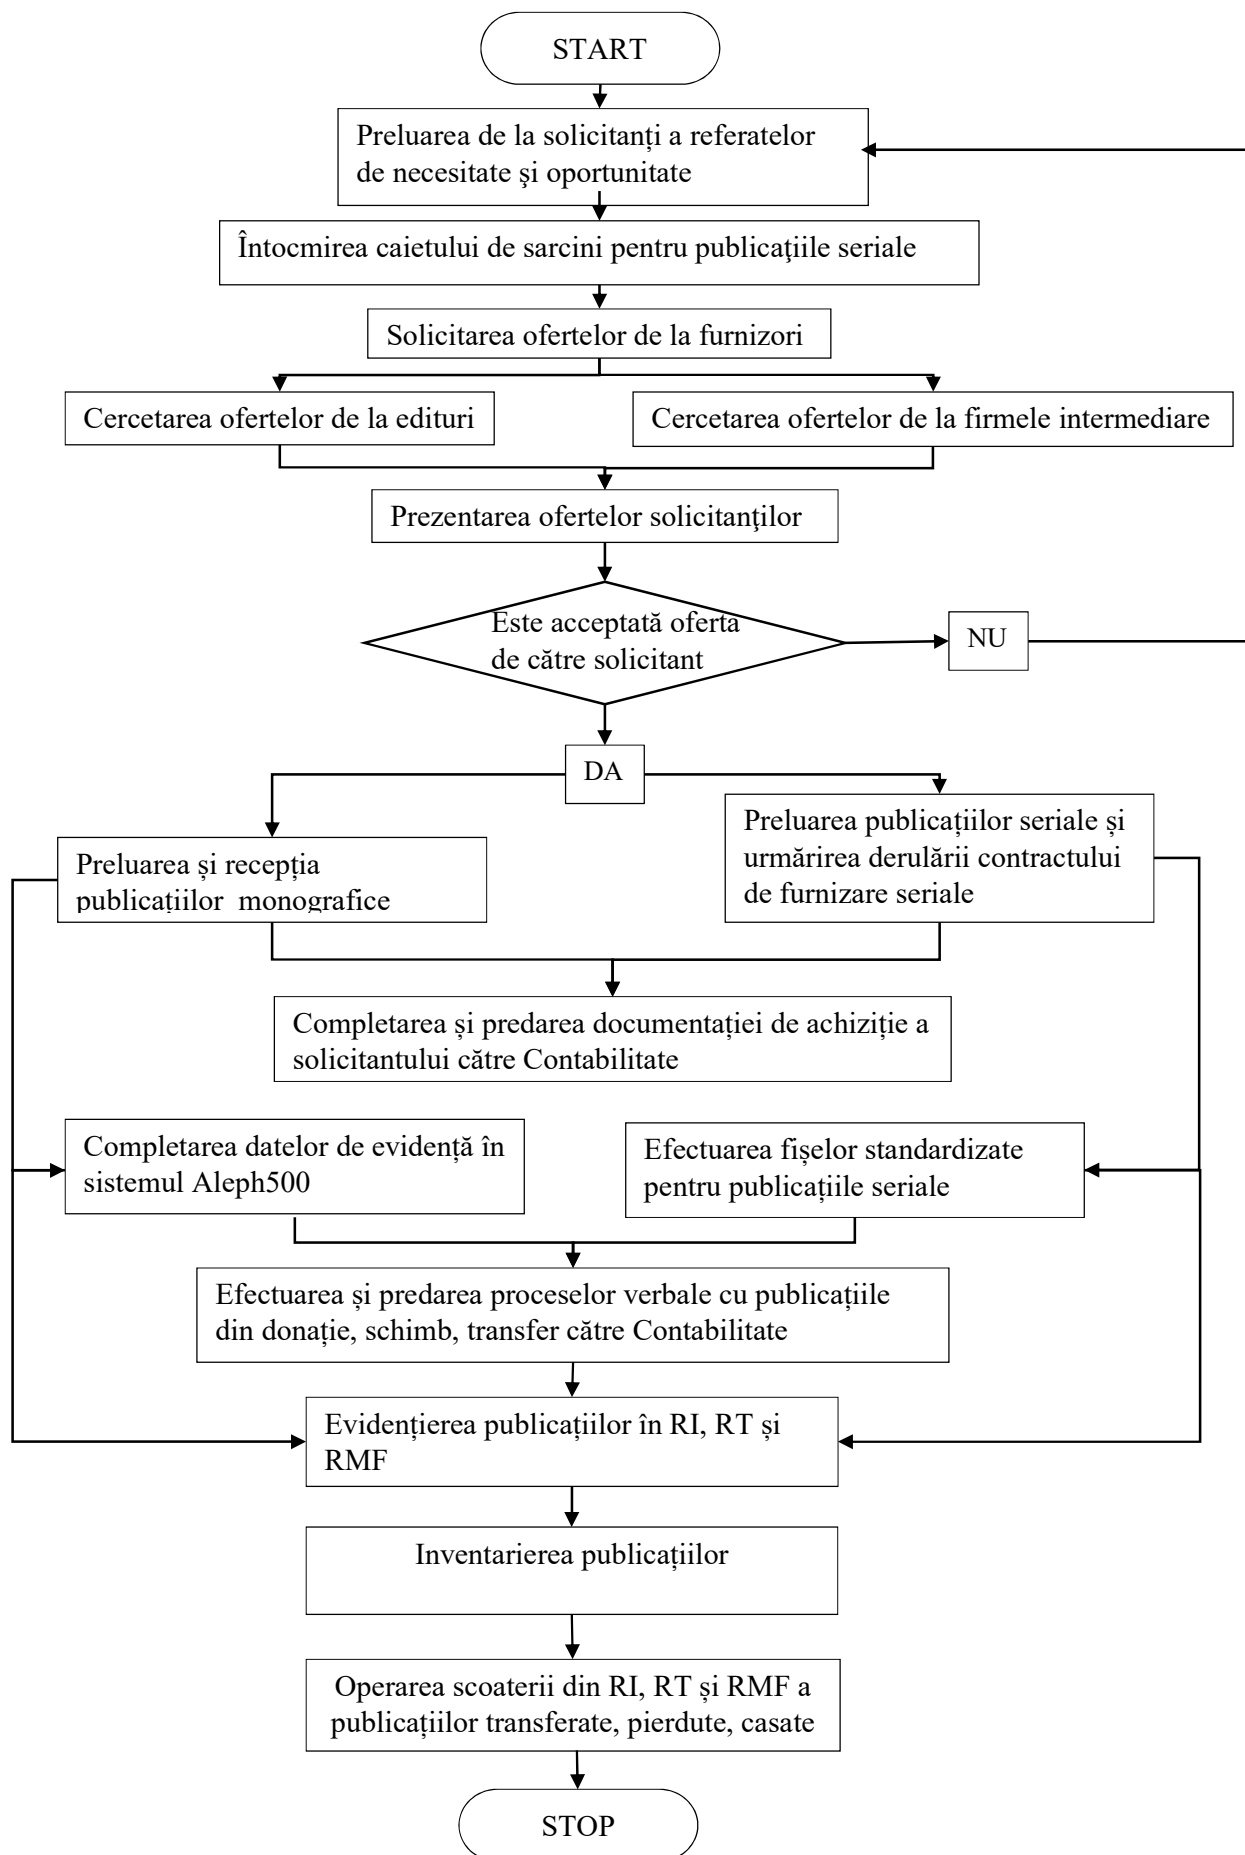 START
Preluarea de la solicitanți a referatelor
de necesitate şi oportunitate
Întocmirea caietului de sarcini pentru publicaţiile seriale
Solicitarea ofertelor de la furnizori
Cercetarea ofertelor de la edituri
Cercetarea ofertelor de la firmele intermediare
Prezentarea ofertelor solicitanţilor
Este acceptată oferta
de către solicitant
NU
DA
Preluarea și recepția
publicațiilor  monografice
Preluarea publicațiilor seriale și
urmărirea derulării contractului
de furnizare seriale
Completarea și predarea documentației de achiziție a
solicitantului către Contabilitate
Completarea datelor de evidență în
sistemul Aleph500
Efectuarea fișelor standardizate
pentru publicațiile seriale
Efectuarea și predarea proceselor verbale cu publicațiile
din donație, schimb, transfer către Contabilitate
Evidențierea publicațiilor în RI, RT și
RMF
Inventarierea publicațiilor
Operarea scoaterii din RI, RT și RMF a
publicațiilor transferate, pierdute, casate
STOP